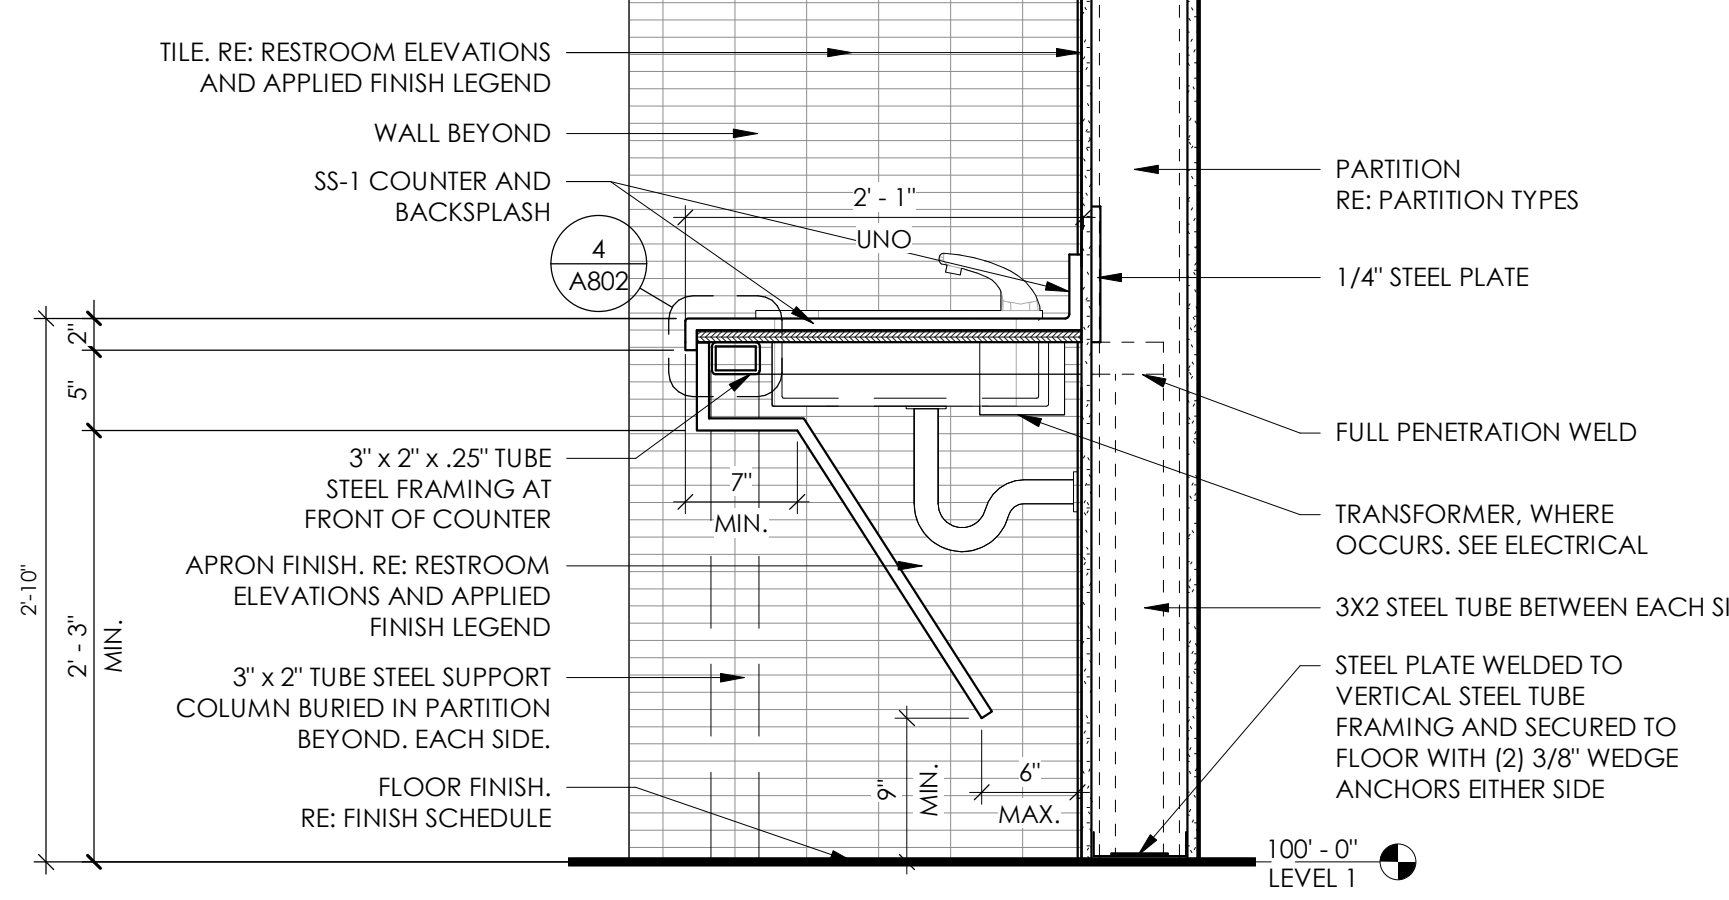 TILE. RE: RESTROOM ELEVATIONS
AND APPLIED FINISH LEGEND
WALL BEYOND
SS-1 COUNTER AND
BACKSPLASH
4
A802
2' - 1"
UNO
PARTITION
RE: PARTITION TYPES
1/4" STEEL PLATE
2"
5"
2'-10"
2' - 3"
MIN.
3" x 2" x .25" TUBE
STEEL FRAMING AT
FRONT OF COUNTER
7"
MIN.
APRON FINISH. RE: RESTROOM
ELEVATIONS AND APPLIED
FINISH LEGEND
3" x 2" TUBE STEEL SUPPORT
COLUMN BURIED IN PARTITION
BEYOND. EACH SIDE.
FLOOR FINISH.
RE: FINISH SCHEDULE
9"
MIN.
6"
MAX.
FULL PENETRATION WELD
TRANSFORMER, WHERE
OCCURS. SEE ELECTRICAL
3X2 STEEL TUBE BETWEEN EACH SI
STEEL PLATE WELDED TO
VERTICAL STEEL TUBE
FRAMING AND SECURED TO
FLOOR WITH (2) 3/8" WEDGE
ANCHORS EITHER SIDE
100' - 0"
LEVEL 1